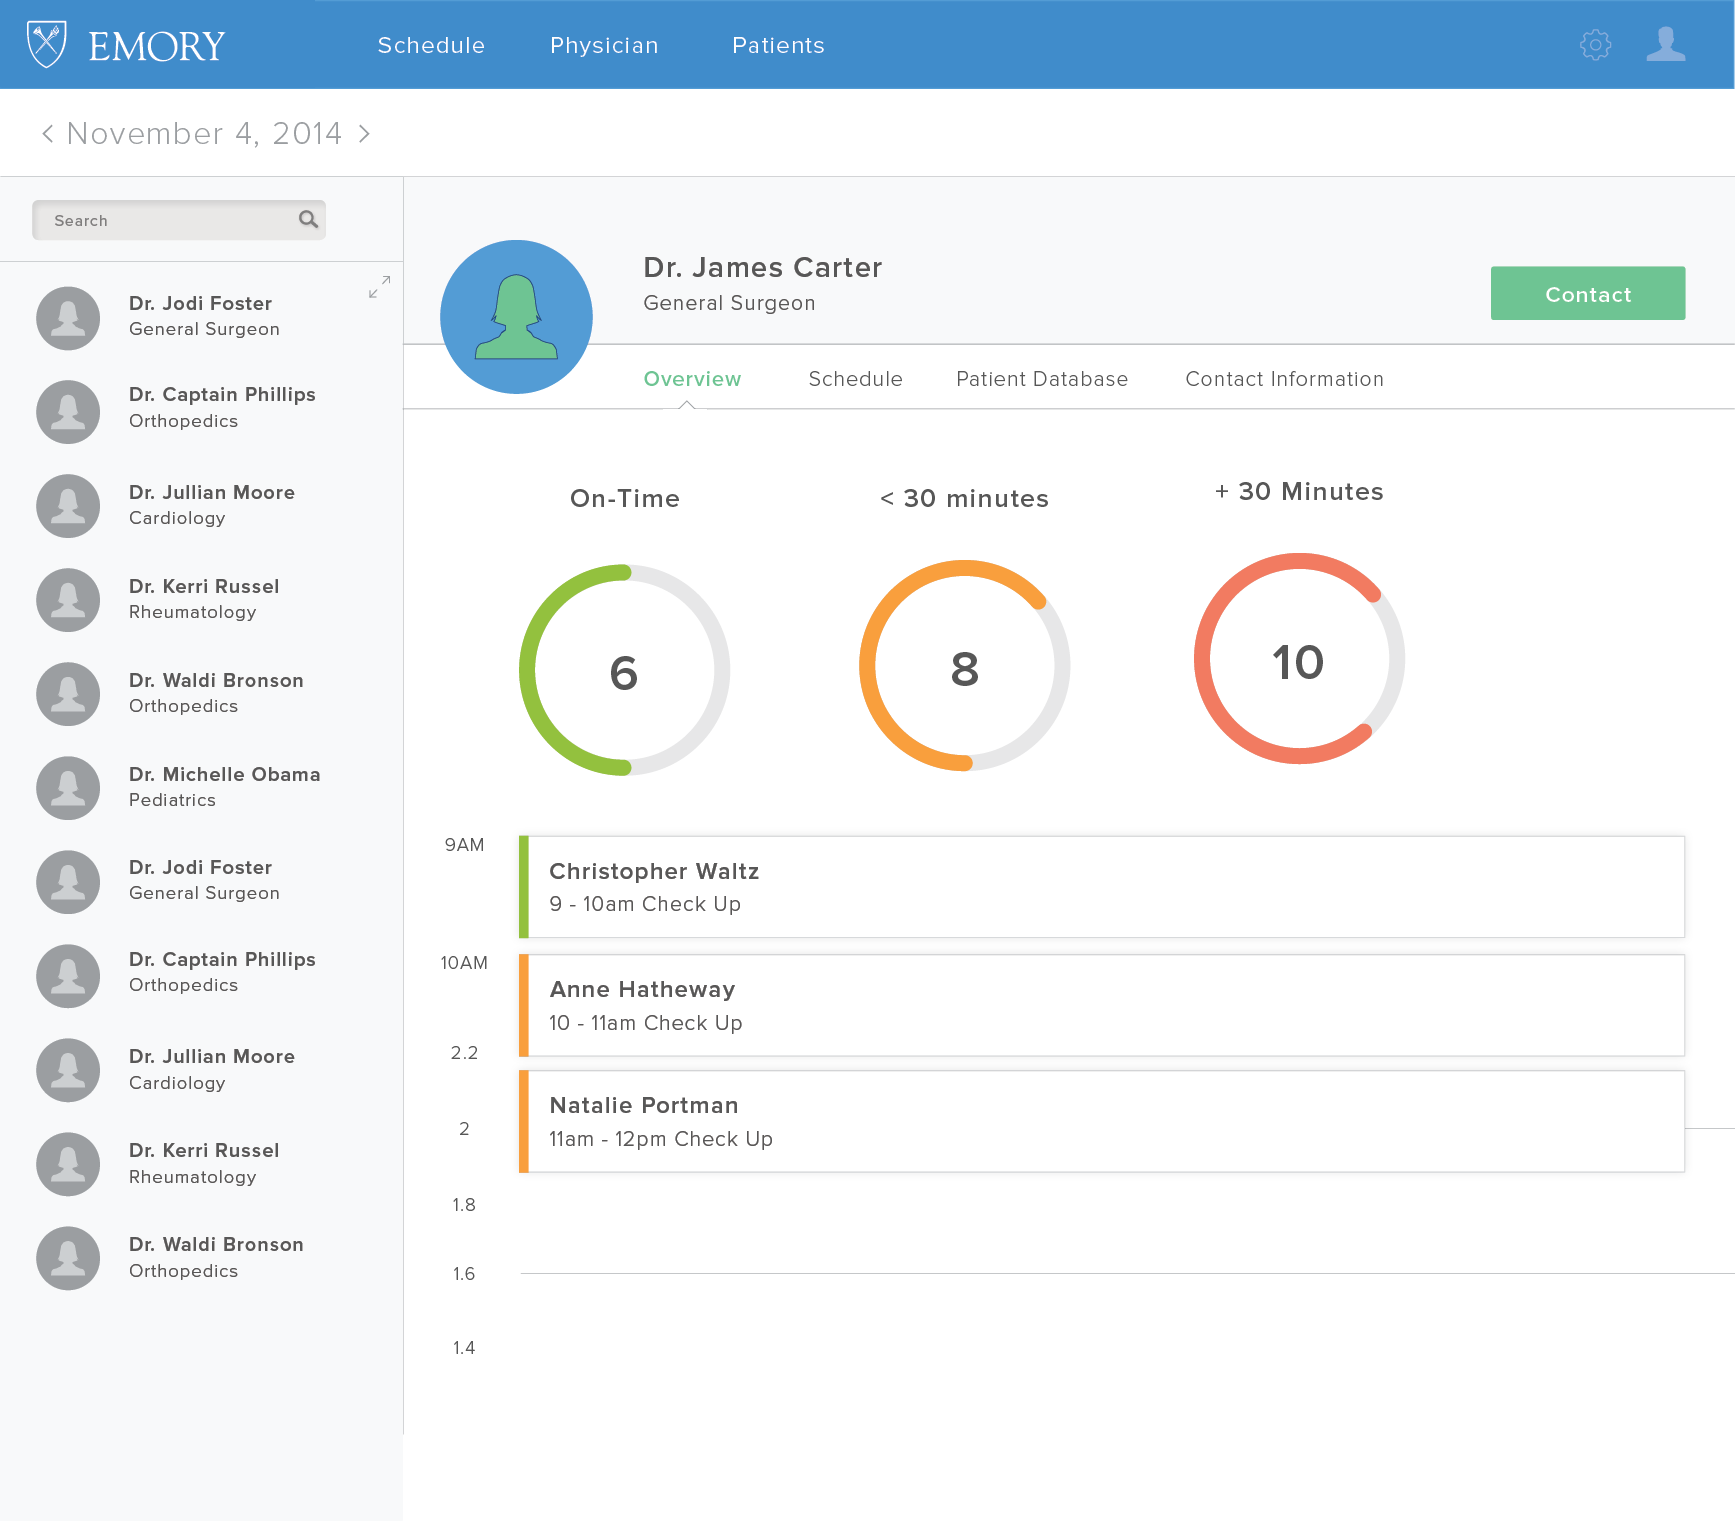 EMORY
Schedule
Physician
Patients
< November 4, 2014 >
Search
Dr. Jodi Foster
General Surgeon
Dr. Captain Phillips
Orthopedics
Dr. Jullian Moore
Cardiology
Dr. Kerri Russel
Rheumatology
Dr. Waldi Bronson
Orthopedics
Dr. Michelle Obama
Pediatrics
Dr. Jodi Foster
General Surgeon
Dr. Captain Phillips
Orthopedics
Dr. Jullian Moore
Cardiology
Dr. Kerri Russel
Rheumatology
Dr. Waldi Bronson
Orthopedics
Dr. James Carter
General Surgeon
Contact
Overview
Schedule
Patient Database
Contact Information
On-Time
< 30 minutes
+ 30 Minutes
6
8
10
9AM
Christopher Waltz
9 - 10am Check Up
10AM
Anne Hatheway
10 - 11am Check Up
2.2
Natalie Portman
2
11am - 12pm Check Up
1.8
1.6
1.4